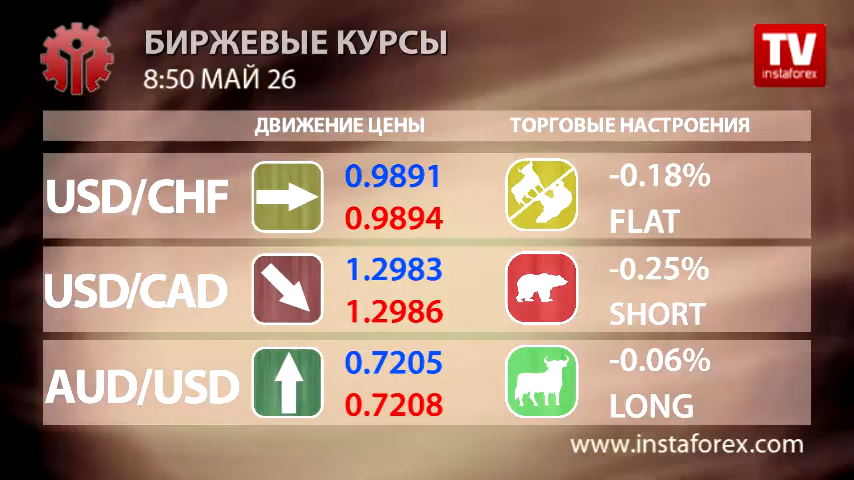 БИРЖЕВЫЕ КУРСЫ
8:50 МАЙ 26
TV
instaforex
ДВИЖЕНИЕ ЦЕНЫ ТОРГОВЫЕ НАСТРОЕНИЯ
USD/CHF
0.9891
0.9894
-0.18%
FLAT
USD/CAD
1.2983
1.2986
-0.25%
SHORT
AUD/USD
0.7205
0.7208
-0.06%
LONG
www.instaforex.com